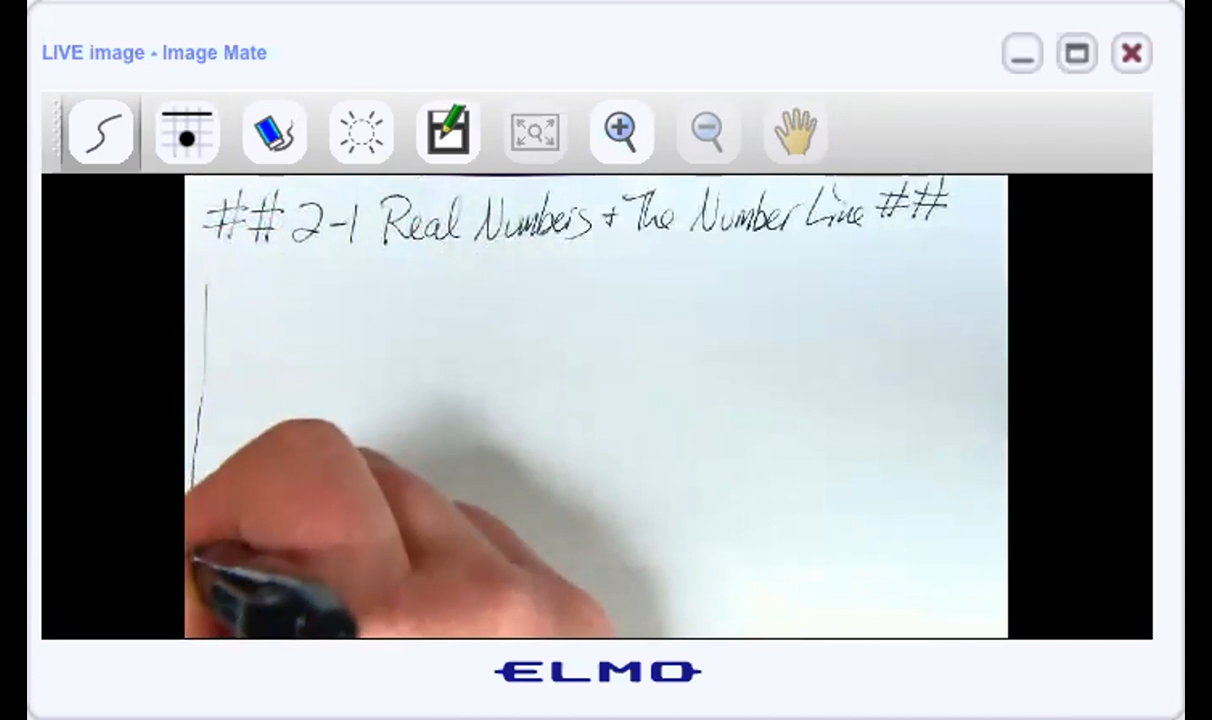 LIVE image - Image Mate
## 2-1 Real Numbers + The Number Line ##
ELMO